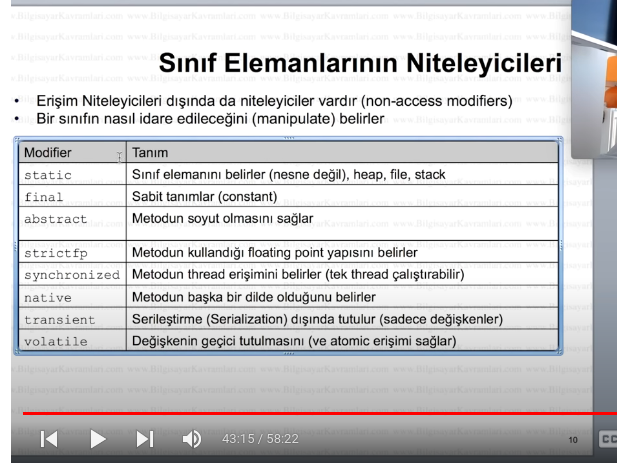 www.BilgisayarKavramlari.com
Sınıf Elemanlarının Niteleyicileri
• Erişim Niteleyicileri dışında da niteleyiciler vardır (non-access modifiers)
• Bir sınıfın nasıl idare edileceğini (manipulate) belirler
Modifier Tanım
static Sınıf elemanını belirler (nesne değil), heap, file, stack
final Sabit tanımlar (constant)
abstract Metodun soyut olmasını sağlar
strictfp Metodun kullandığı floating point yapısını belirler
synchronized Metodun thread erişimini belirler (tek thread çalıştırabilir)
native Metodun başka bir dilde olduğunu belirler
transient Serileştirme (Serialization) dışında tutulur (sadece değişkenler)
volatile Değişkenin geçici tutulmasını (ve atomic erişimi sağlar)
43:15 / 58:22
10
CC